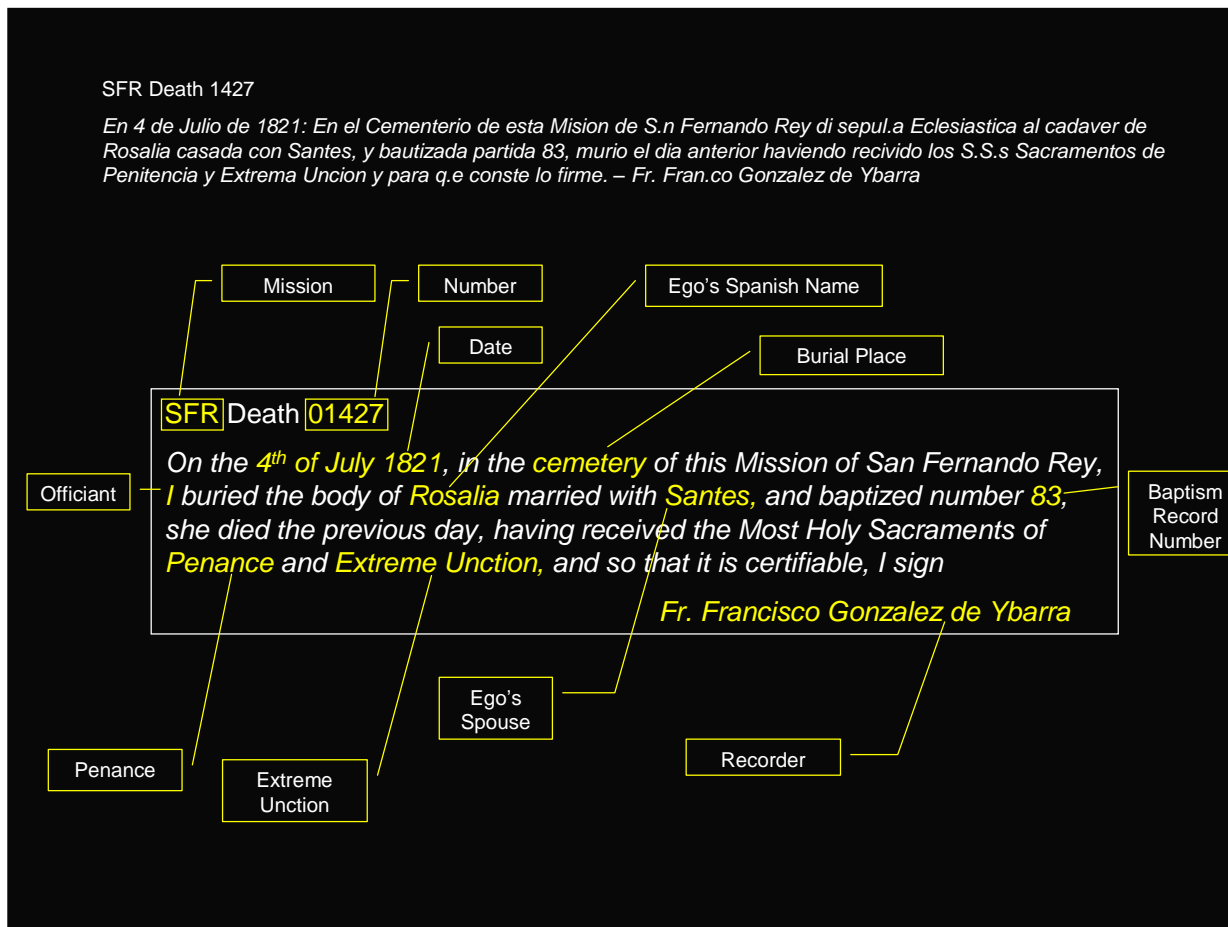 SFR Death 1427
En 4 de Julio de 1821: En el Cementerio de esta Mision de S.n Fernando Rey di sepul.a Eclesiastica al cadaver de
Rosalia casada con Santes, y bautizada partida 83, murio el dia anterior haviendo recivido los S.S.s Sacramentos de
Penitencia y Extrema Uncion y para q.e conste lo firme. – Fr. Fran.co Gonzalez de Ybarra
Mission
Number
Ego's Spanish Name
Date
Burial Place
SFR Death 01427
On the 4th of July 1821, in the cemetery of this Mission of San Fernando Rey,
Officiant
I buried the body of Rosalia married with Santes, and baptized number 83,
she died the previous day, having received the Most Holy Sacraments of
Penance and Extreme Unction, and so that it is certifiable, I sign
Fr. Francisco Gonzalez de Ybarra
Baptism
Record
Number
Ego's
Spouse
Recorder
Penance
Extreme
Unction